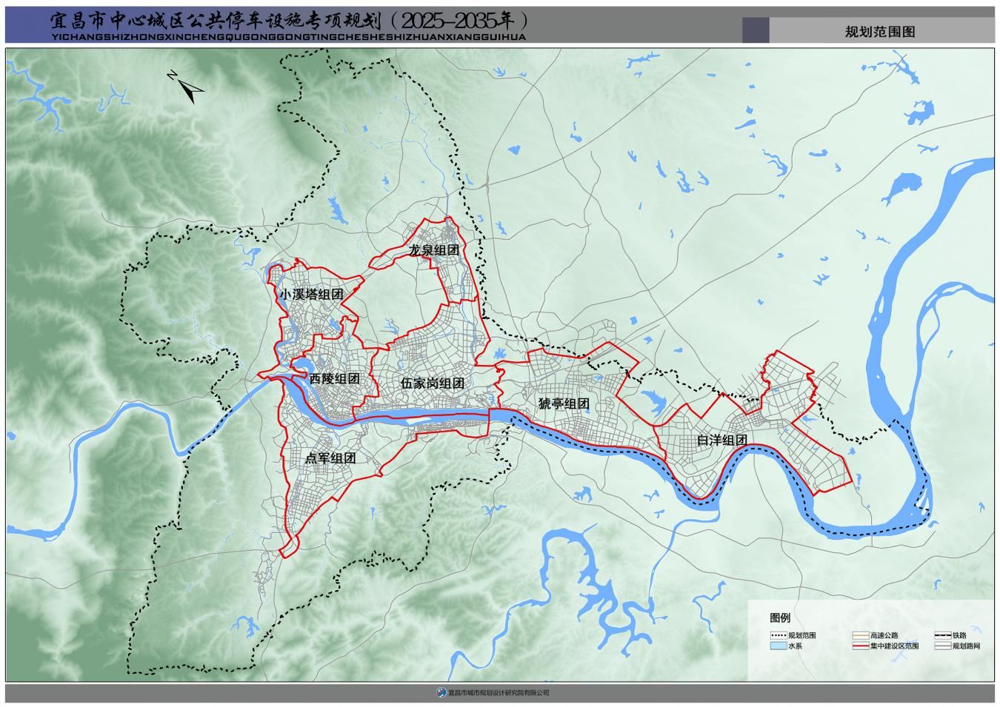 宜昌市中心城区公共停车设施专项规划（2025-2035年）
YICHANGSHIZHONGXINCHENGQUGONGGONGTINGCHESHESHIZHUANXIANGGUIHUA
规划范围图
N
龙泉组团
小溪塔组团
西陵组团
伍家岗组团
猇亭组团
白洋组团
点军组团
图例
规划范围
高速公路
铁路
水系
集中建设区范围
规划路网
宜昌市城市规划设计研究院有限公司